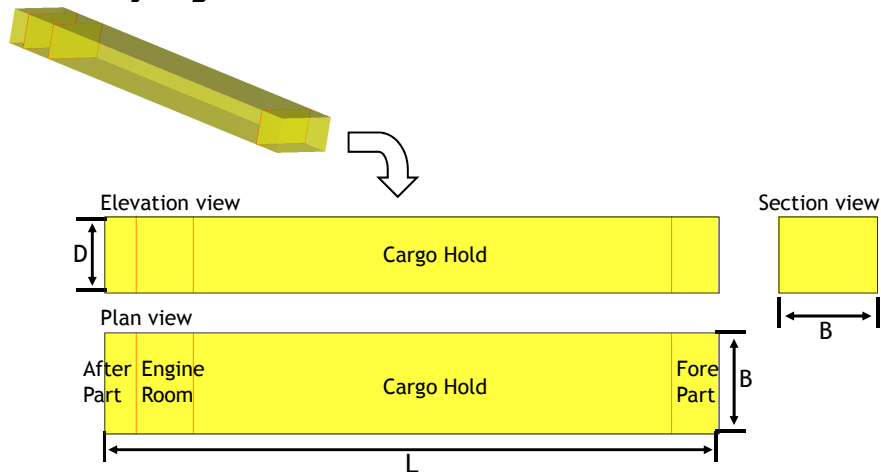 Elevation view
Section view
D
Cargo Hold
B
Plan view
After
Part
Engine
Room
Cargo Hold
Fore
Part
B
L